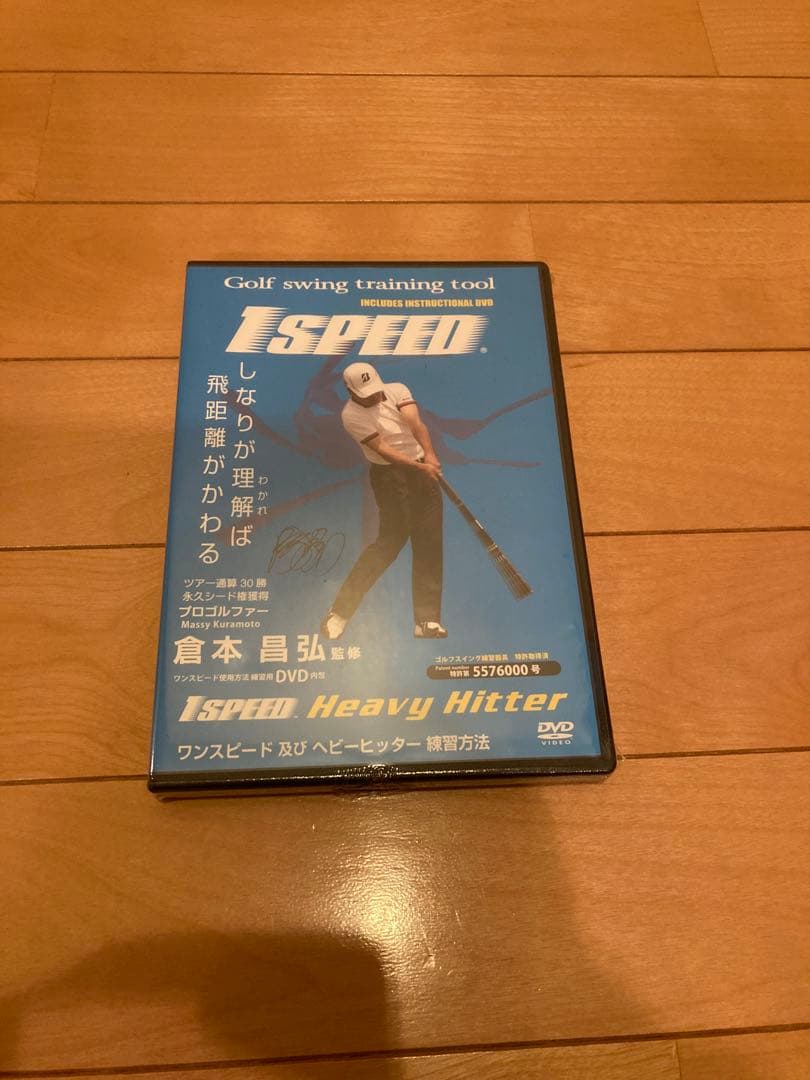 Golf swing training tool
INCLUDES INSTRUCTIONAL DVD
1SPEED®
しなりが理解ば
わかれ
飛距離がかわる
ツアー通算30勝
永久シード権獲得
プロゴルファー
Massy Kuramoto
倉本 昌弘 監修
ワンスピード使用方法 練習用 DVD 内包
ゴルフスイング練習器具 特許取得済
Patent number
特許第 5576000 号
1SPEED™ Heavy Hitter
DVD
VIDEO
ワンスピード 及び ヘビーヒッター 練習方法